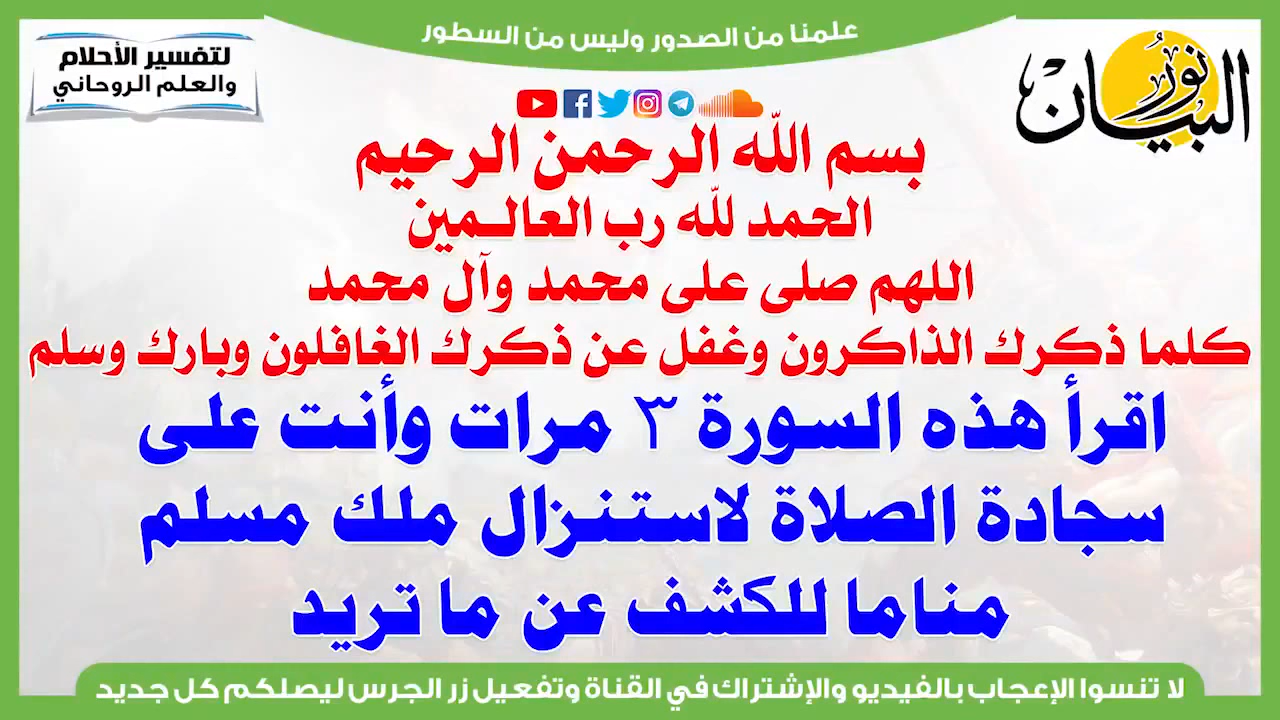 علمنا من الصدور وليس من السطور
لتفسير الأحلام
والعلم الروحاني
نور البيان
بسم الله الرحمن الرحيم
الحمد لله رب العالـمين
اللهم صلى على محمد وآل محمد
كلما ذكرك الذاكرون وغفل عن ذكرك الغافلون وبارك وسلم
اقرأ هذه السورة ٣ مرات وأنت على
سجادة الصلاة لاستنزال ملك مسلم
مناما للكشف عن ما تريد
لا تنسوا الإعجاب بالفيديو والإشتراك في القناة وتفعيل زر الجرس ليصلكم كل جديد